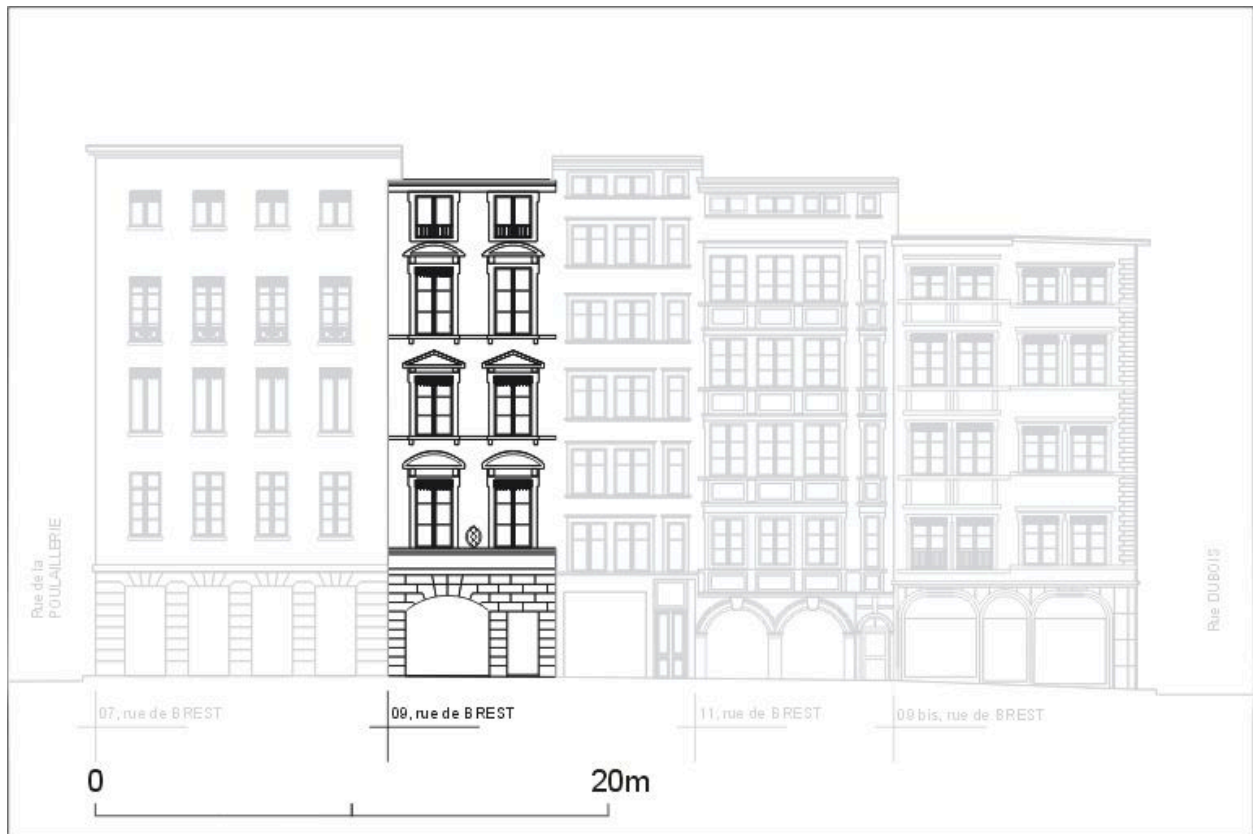 Rue de la
POULAILLERIE
Rue DUBOIS
07, rue de BREST
09, rue de BREST
11, rue de BREST
09 bis, rue de BREST
0
20m